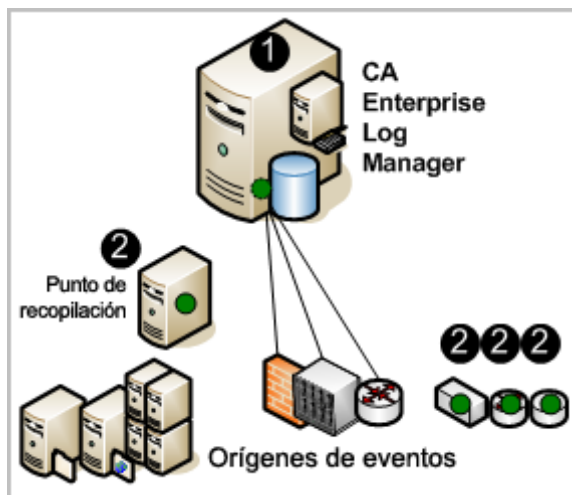 1
CA
Enterprise
Log
Manager
2
Punto de
recopilación
2 2 2
Orígenes de eventos